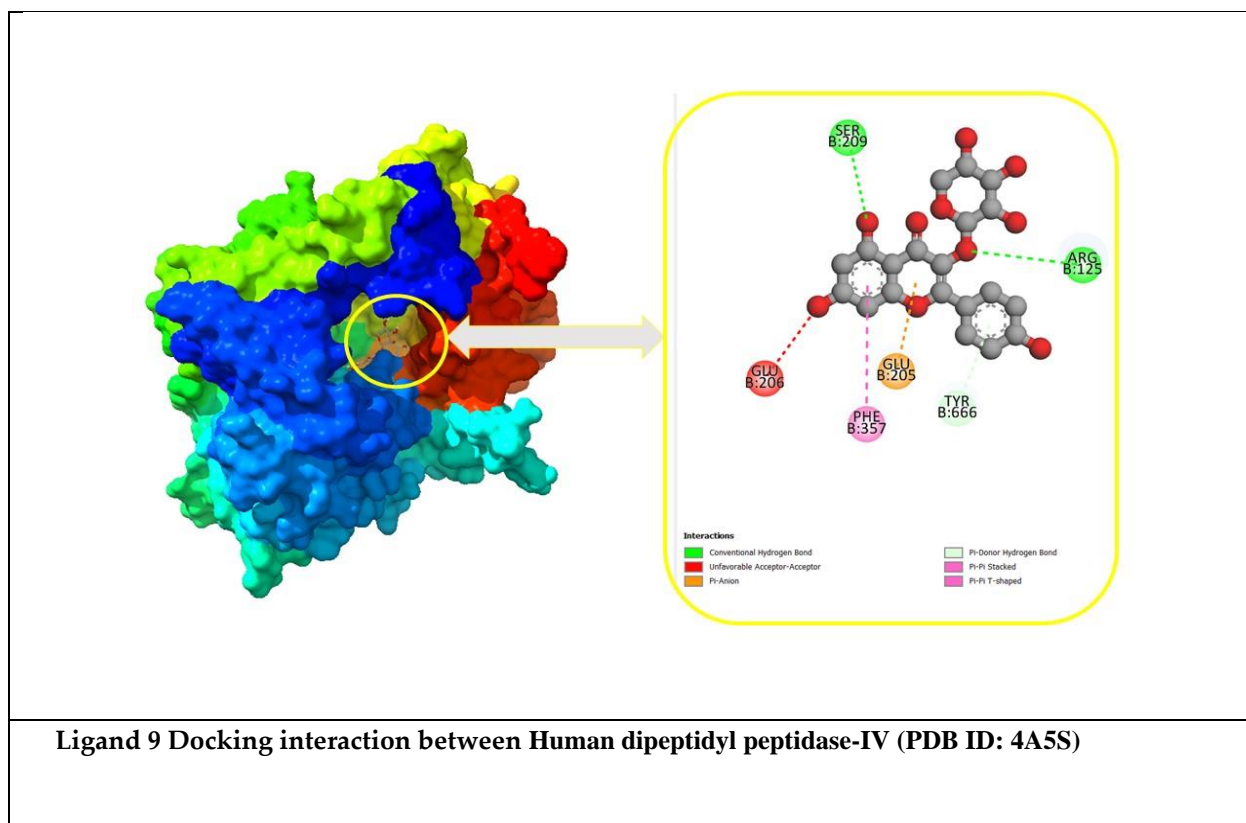 SER
B:209
ARG
B:125
GLU
B:206
GLU
B:205
PHE
B:357
TYR
B:666
Interactions
Conventional Hydrogen Bond
Unfavorable Acceptor-Acceptor
Pi-Anion
Pi-Donor Hydrogen Bond
Pi-Pi Stacked
Pi-Pi T-shaped
Ligand 9 Docking interaction between Human dipeptidyl peptidase-IV (PDB ID: 4A5S)